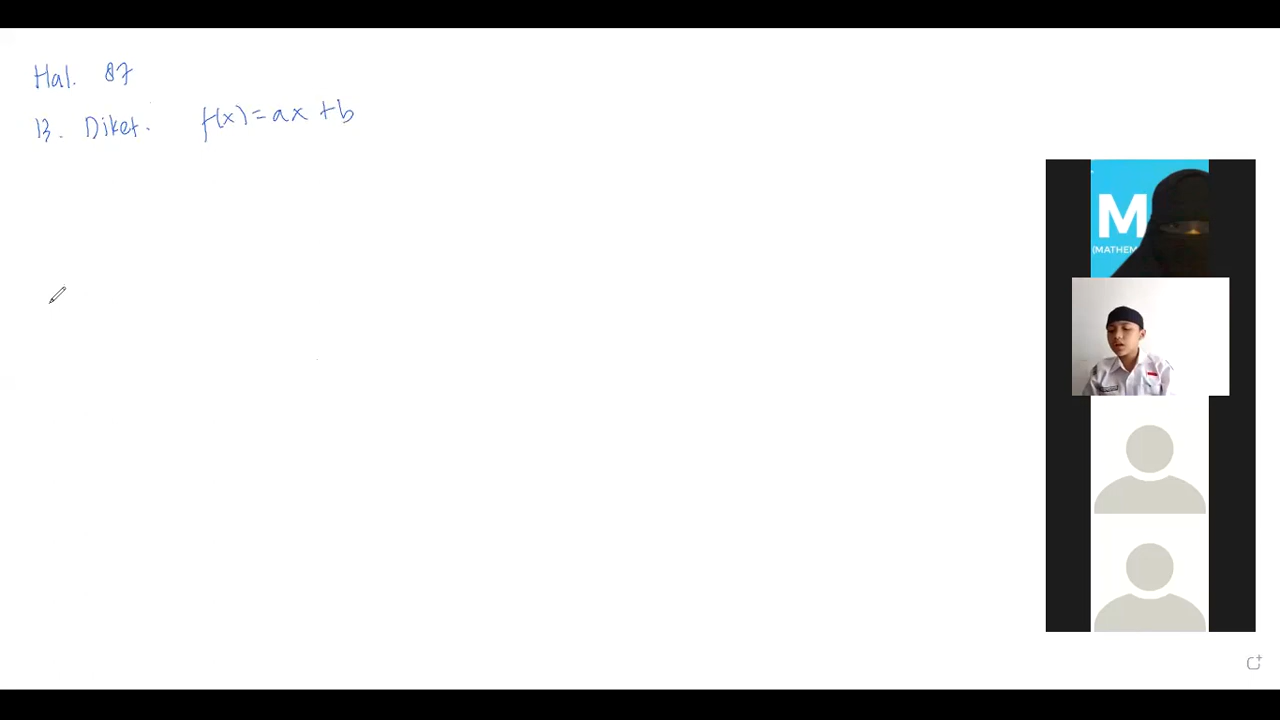 Hal. 87
13. Diket. f(x) = ax + b
M
(MATHEM